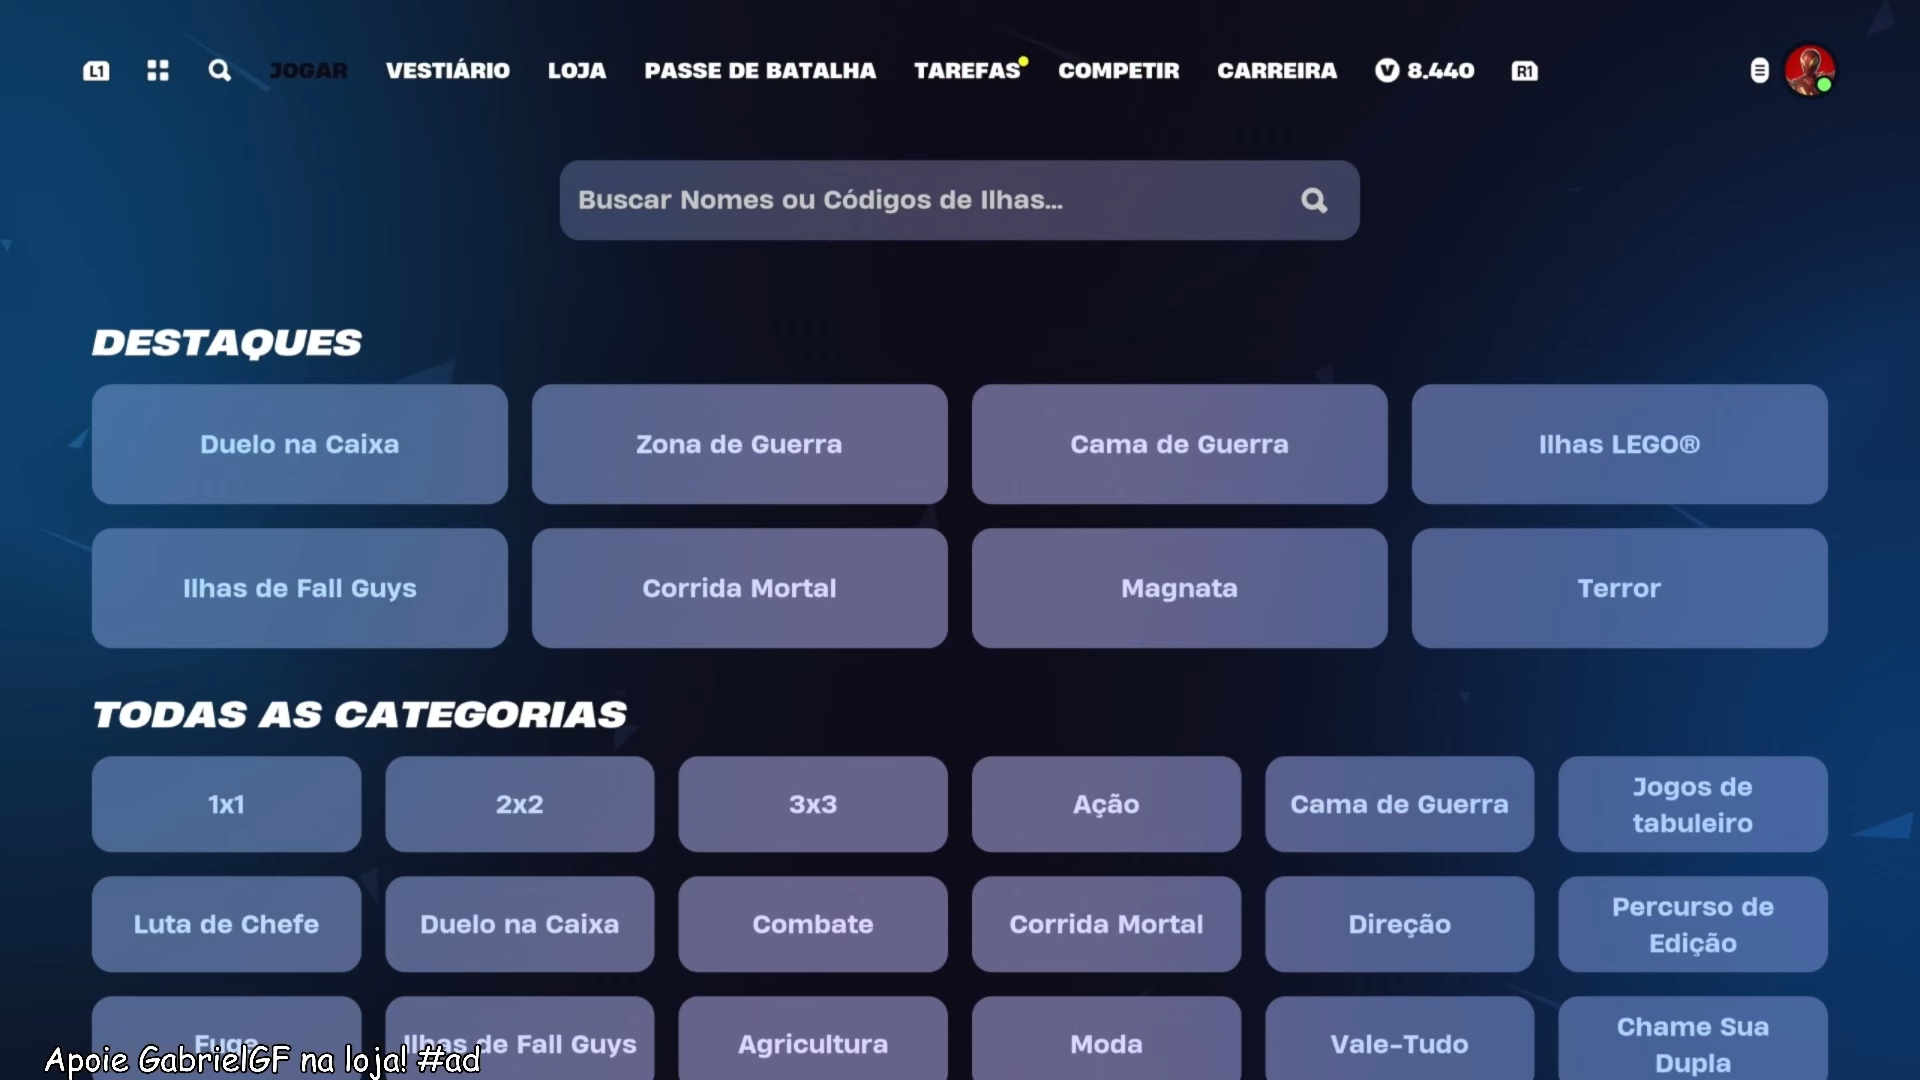 L1 JOGAR VESTIÁRIO LOJA PASSE DE BATALHA TAREFAS COMPETIR CARREIRA V 8.440 R1
Buscar Nomes ou Códigos de Ilhas...
DESTAQUES
Duelo na Caixa
Zona de Guerra
Cama de Guerra
Ilhas LEGO®
Ilhas de Fall Guys
Corrida Mortal
Magnata
Terror
TODAS AS CATEGORIAS
1x1
2x2
3x3
Ação
Cama de Guerra
Jogos de
tabuleiro
Luta de Chefe
Duelo na Caixa
Combate
Corrida Mortal
Direção
Percurso de
Edição
Fuga
Ilhas de Fall Guys
Agricultura
Moda
Vale-Tudo
Chame Sua
Dupla
Apoie GabrielGF na loja! #ad